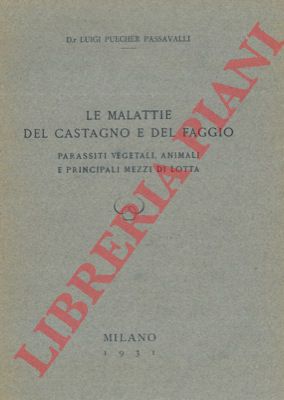 D.r LUIGI PUECHER PASSAVALLI
LE MALATTIE
DEL CASTAGNO E DEL FAGGIO
PARASSITI VEGETALI, ANIMALI
E PRINCIPALI MEZZI DI LOTTA
MILANO
1931
LIBRERIA PIANI